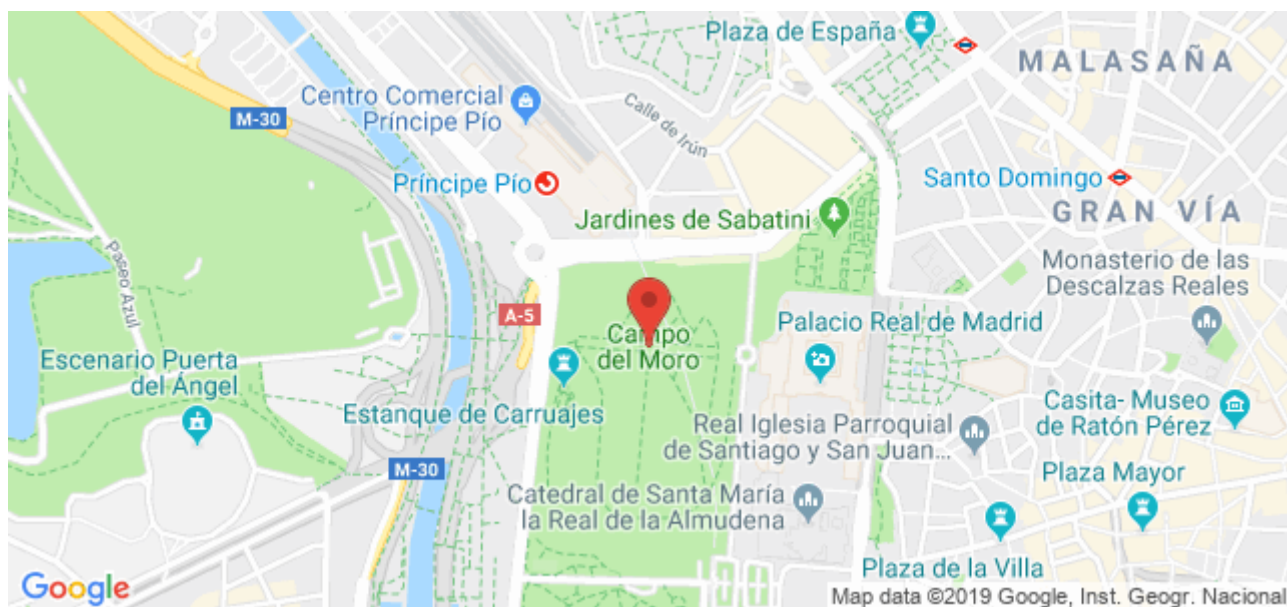 Plaza de España
MALASAÑA
Centro Comercial
Príncipe Pío
M-30
Calle de Irún
Príncipe Pío
Santo Domingo
Jardines de Sabatini
GRAN VÍA
Paseo Azul
Monasterio de las
Descalzas Reales
A-5
Campo
del Moro
Palacio Real de Madrid
Escenario Puerta
del Ángel
Estanque de Carruajes
Casita- Museo
de Ratón Pérez
Real Iglesia Parroquial
de Santiago y San Juan...
M-30
Plaza Mayor
Catedral de Santa María
la Real de la Almudena
Plaza de la Villa
Google
Map data ©2019 Google, Inst. Geogr. Nacional